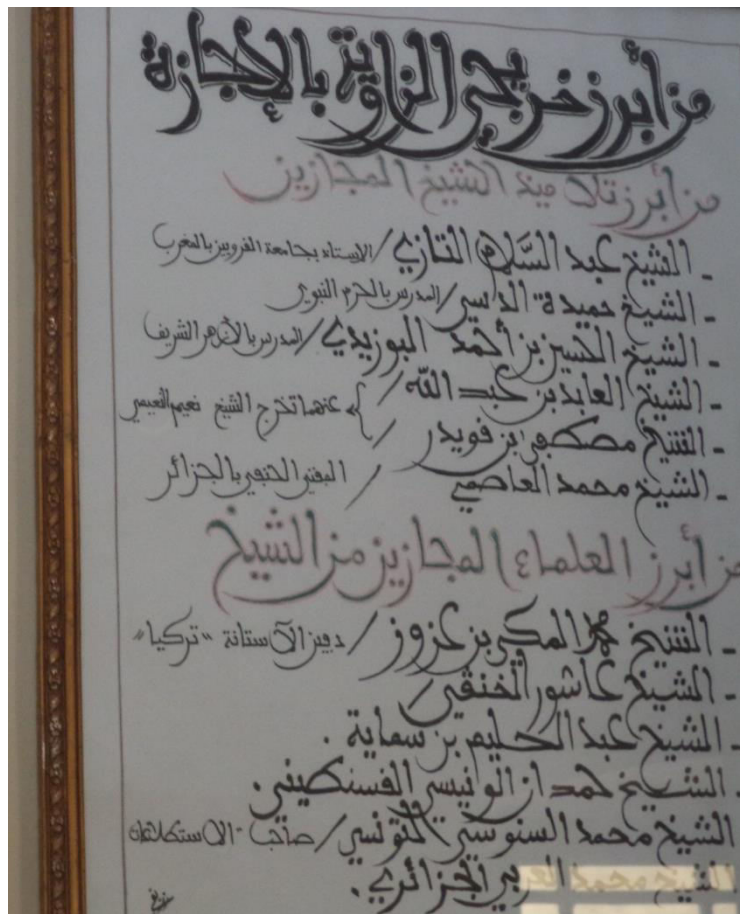 من أبرز خريجي الزاوية بالإجازة
من أبرز تلاميذ الشيخ المجازين
- الشيخ عبد السلام التازي / الاستاذ بجامعة القرويين بالمغرب
- الشيخ حميدة / المدرس بالحرم النبوي
- الشيخ الحسين بن أحمد البوزيدي / المدرس بالأزهر الشريف
- الشيخ العابد بن عبد الله /
عنهما تخرج الشيخ نعيم النعيمي
- الشيخ مصطفى بن قويدر /
- الشيخ محمد العاصمي / المفتي الحنفي بالجزائر
من أبرز العلماء المجازين من الشيخ
- الشيخ محمد المكي بن عزوز / دفين الآستانة "تركيا"
- الشيخ عاشور الخنقي /
- الشيخ عبد الحليم بن سماية .
- الشيخ حمدان الونيسي القسنطيني .
الشيخ محمد السنوسي التونسي / صاحب
الشيخ محمد العربي الجزائري .